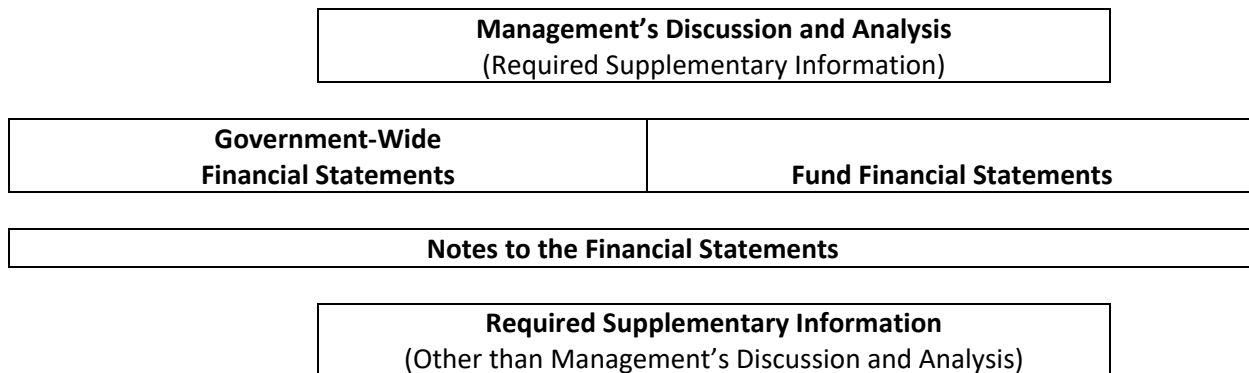 Management’s Discussion and Analysis
(Required Supplementary Information)
Government-Wide
Financial Statements
Fund Financial Statements
Notes to the Financial Statements
Required Supplementary Information
(Other than Management’s Discussion and Analysis)